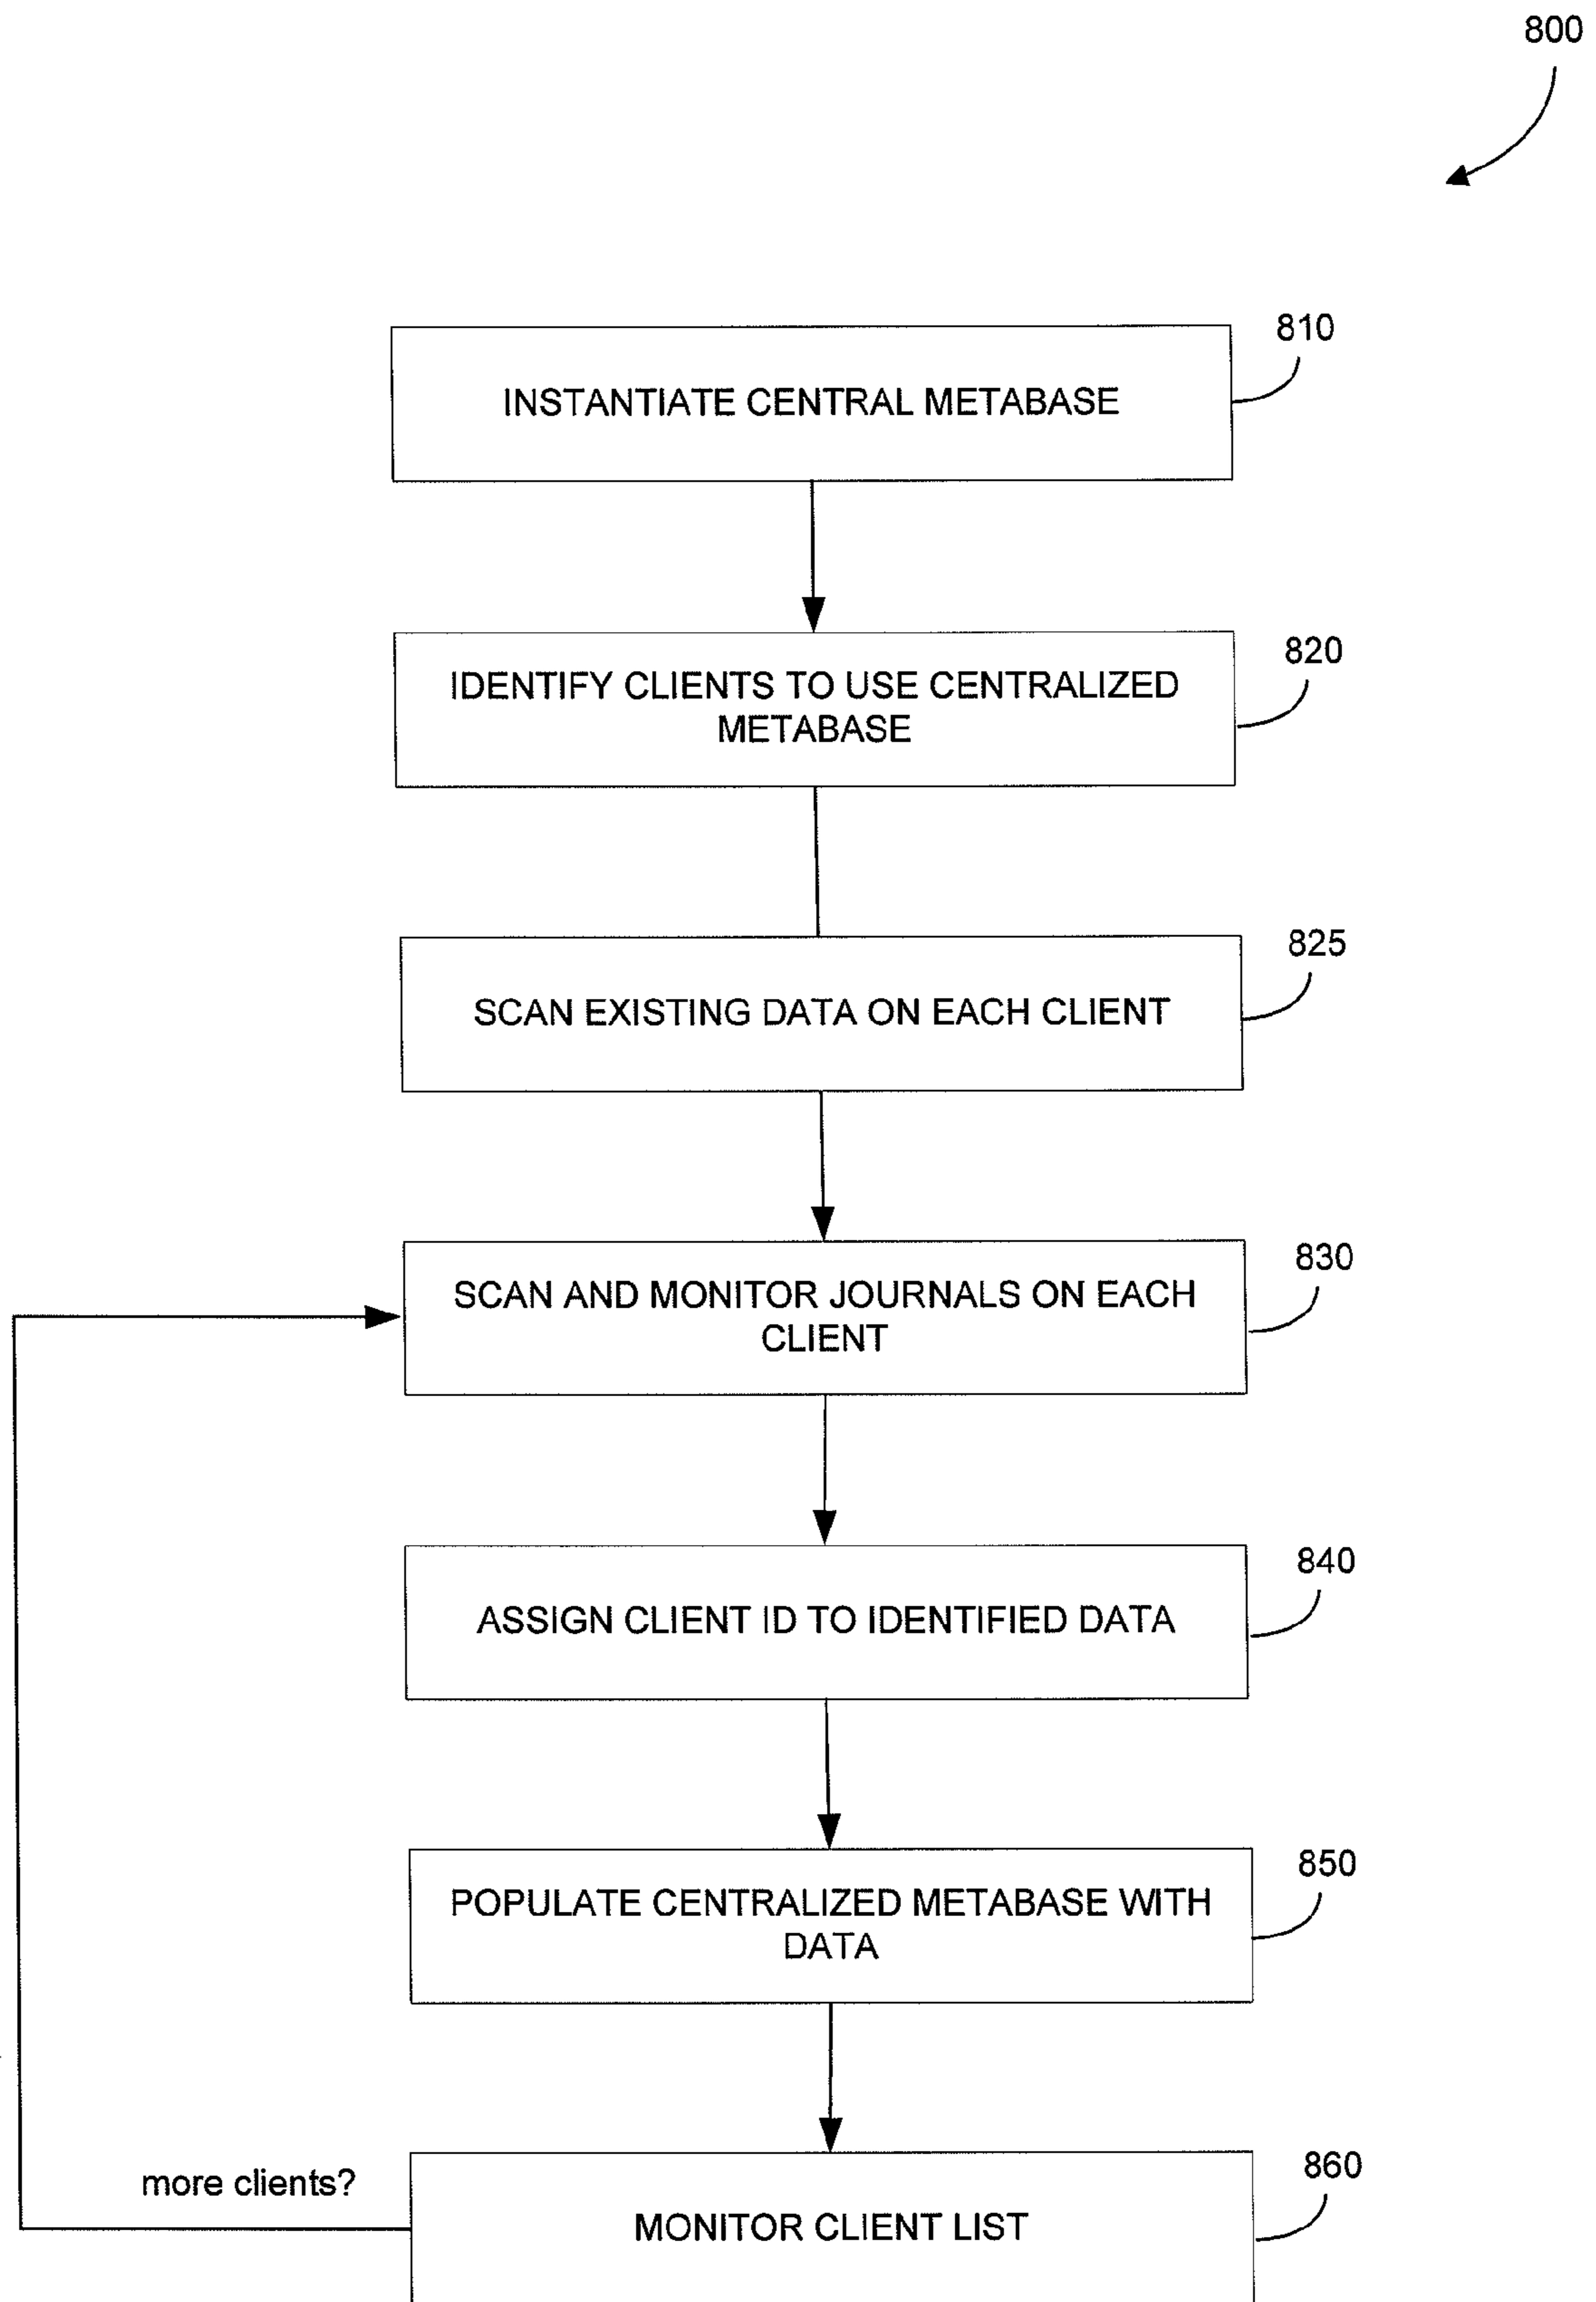 800
810
INSTANTIATE CENTRAL METABASE
820
IDENTIFY CLIENTS TO USE CENTRALIZED
METABASE
825
SCAN EXISTING DATA ON EACH CLIENT
830
SCAN AND MONITOR JOURNALS ON EACH
CLIENT
840
ASSIGN CLIENT ID TO IDENTIFIED DATA
850
POPULATE CENTRALIZED METABASE WITH
DATA
860
more clients?
MONITOR CLIENT LIST